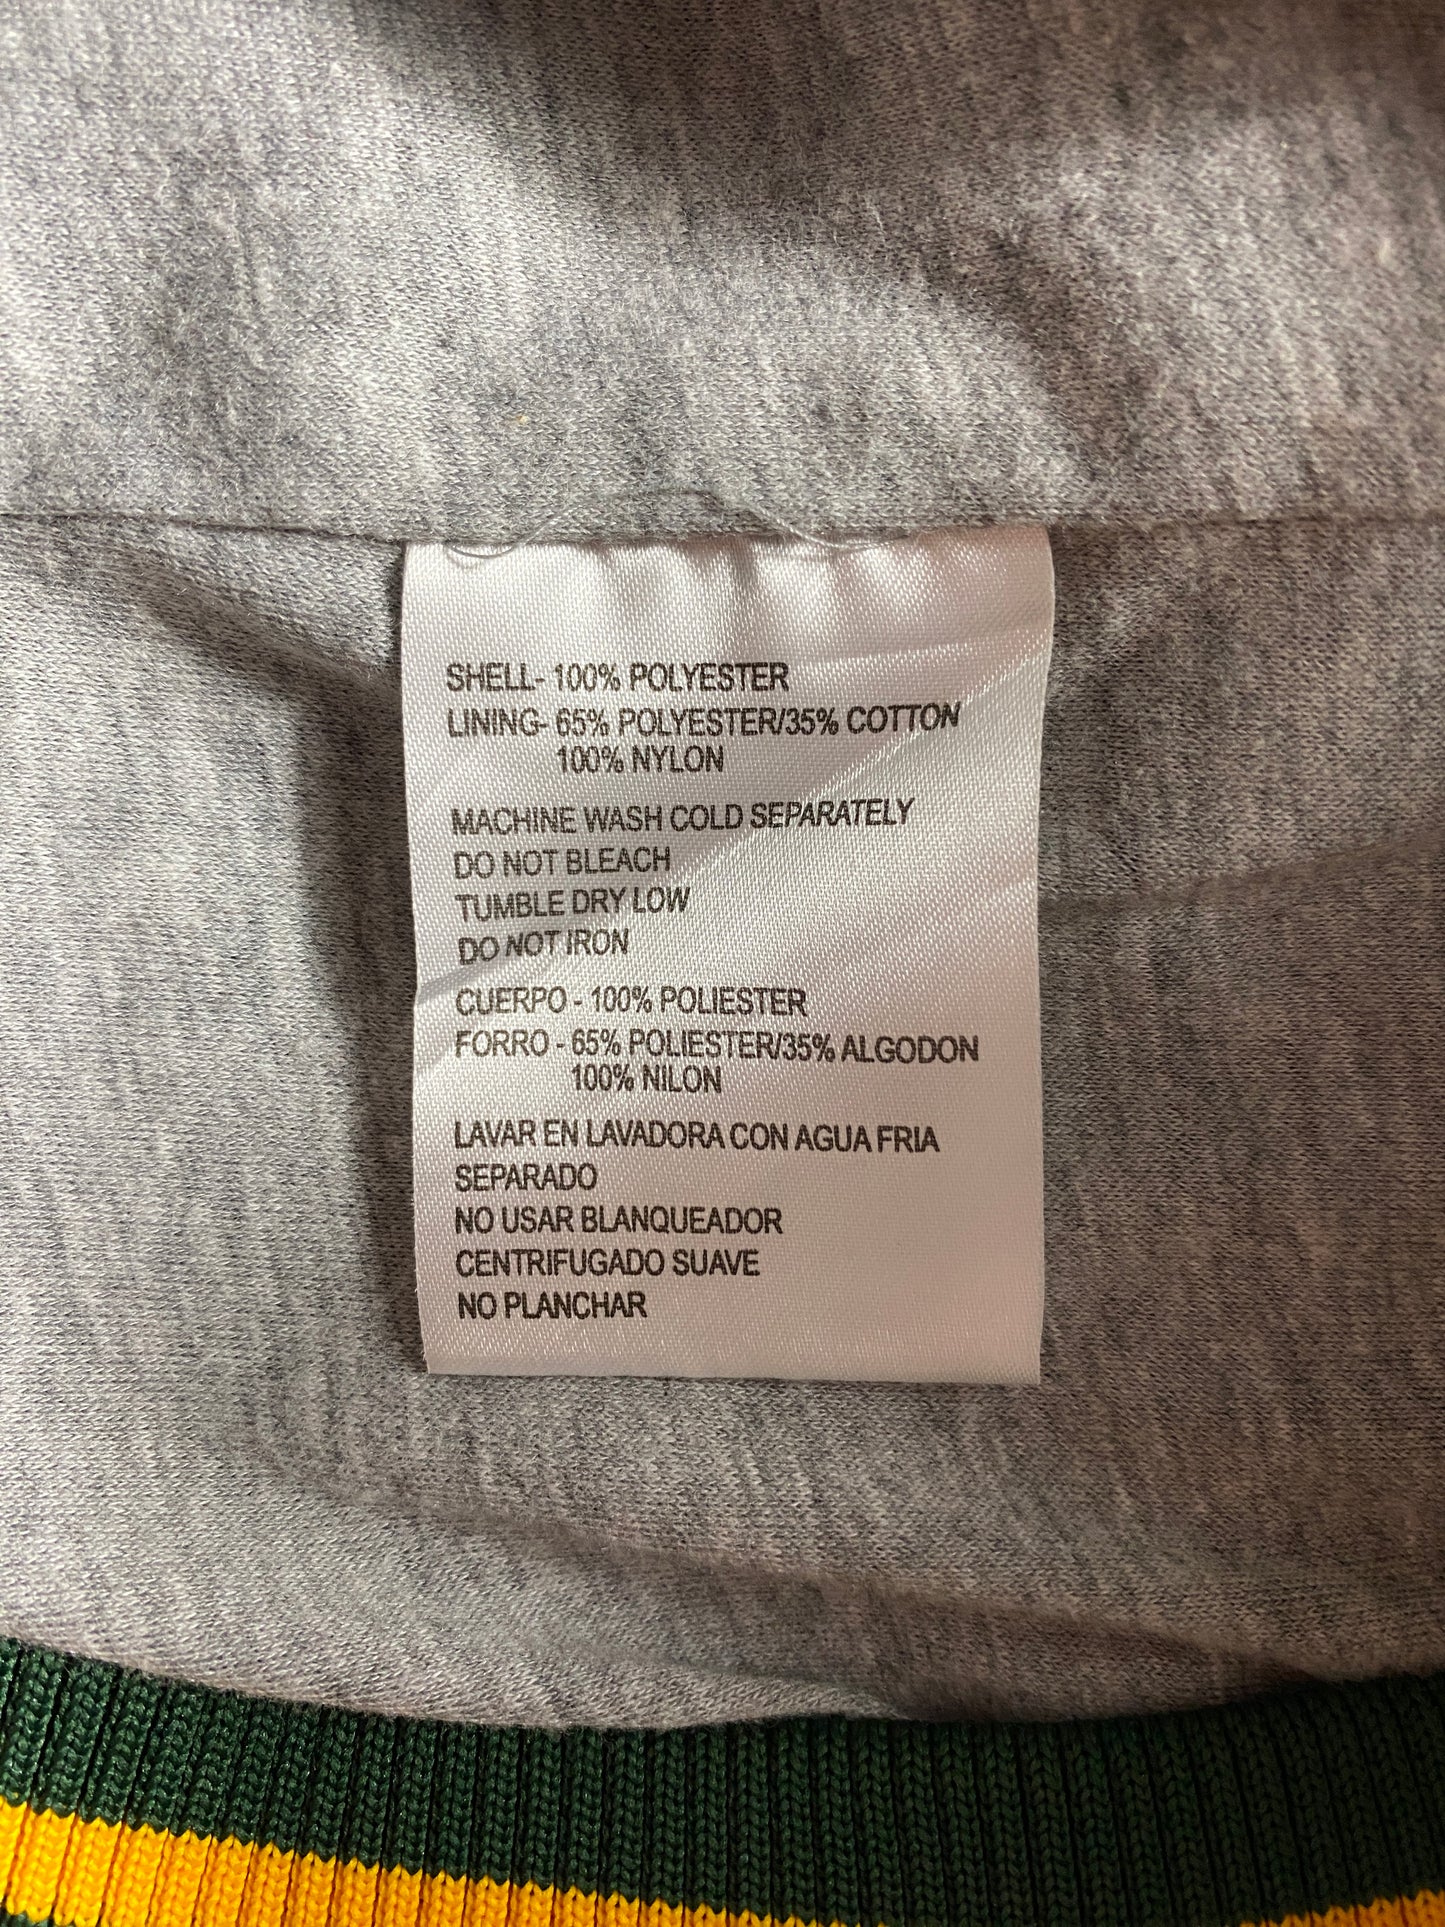 SHELL- 100% POLYESTER
LINING- 65% POLYESTER/35% COTTON
100% NYLON
MACHINE WASH COLD SEPARATELY
DO NOT BLEACH
TUMBLE DRY LOW
DO NOT IRON
CUERPO - 100% POLIESTER
FORRO - 65% POLIESTER/35% ALGODON
100% NILON
LAVAR EN LAVADORA CON AGUA FRIA
SEPARADO
NO USAR BLANQUEADOR
CENTRIFUGADO SUAVE
NO PLANCHAR